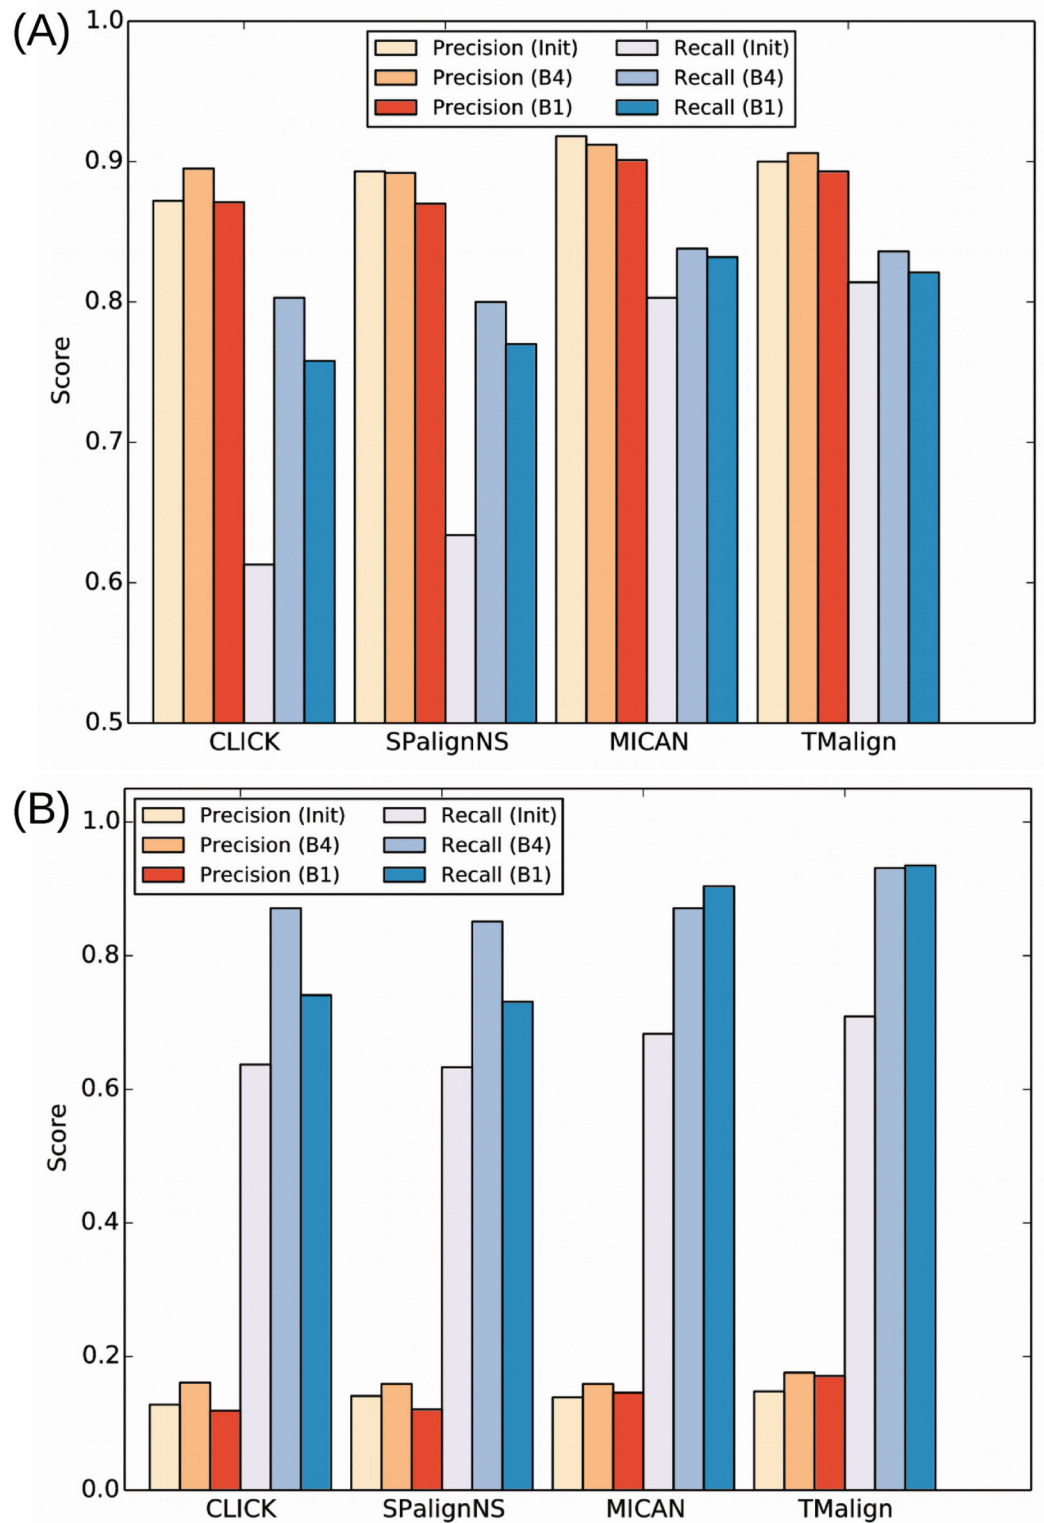 (A)
1.0
Precision (Init) Recall (Init)
Precision (B4) Recall (B4)
Precision (B1) Recall (B1)
0.9
0.8
Score
0.7
0.6
0.5
CLICK SPalignNS MICAN TMalign
(B)
Precision (Init) Recall (Init)
1.0
Precision (B4) Recall (B4)
Precision (B1) Recall (B1)
0.8
0.6
Score
0.4
0.2
0.0
CLICK SPalignNS MICAN TMalign